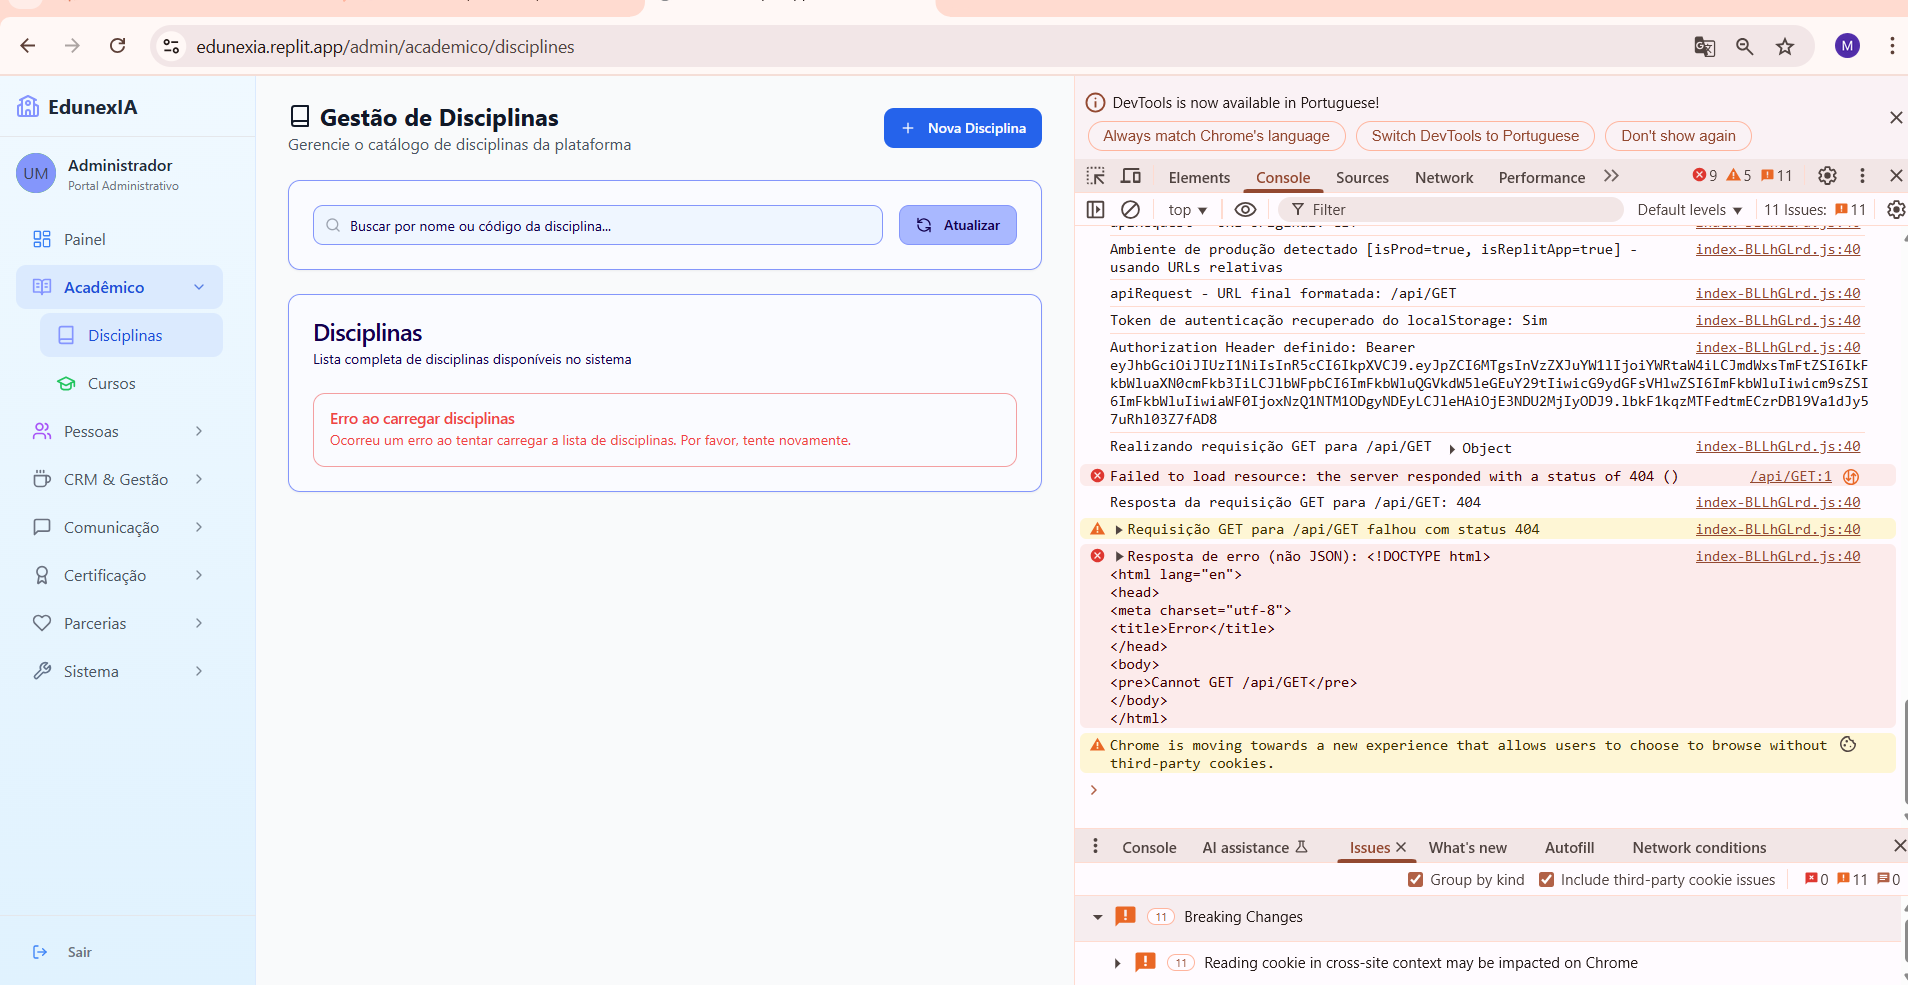 edunexia.replit.app/admin/academico/disciplines
M
EdunexIA
UM
Administrador
Portal Administrativo
Painel
Acadêmico
Disciplinas
Cursos
Pessoas
CRM & Gestão
Comunicação
Certificação
Parcerias
Sistema
Sair
Gestão de Disciplinas
Gerencie o catálogo de disciplinas da plataforma
Nova Disciplina
Buscar por nome ou código da disciplina...
Atualizar
Disciplinas
Lista completa de disciplinas disponíveis no sistema
Erro ao carregar disciplinas
Ocorreu um erro ao tentar carregar a lista de disciplinas. Por favor, tente novamente.
DevTools is now available in Portuguese!
Always match Chrome's language
Switch DevTools to Portuguese
Don't show again
Elements
Console
Sources
Network
Performance
9
5
11
top
Filter
Default levels
11 Issues:
11
Ambiente de produção detectado [isProd=true, isReplitApp=true] - index-BLLhGLrd.js:40
usando URLs relativas
apiRequest - URL final formatada: /api/GET index-BLLhGLrd.js:40
Token de autenticação recuperado do localStorage: Sim index-BLLhGLrd.js:40
Authorization Header definido: Bearer index-BLLhGLrd.js:40
Realizando requisição GET para /api/GET Object index-BLLhGLrd.js:40
Failed to load resource: the server responded with a status of 404 () /api/GET:1
Resposta da requisição GET para /api/GET: 404 index-BLLhGLrd.js:40
Requisição GET para /api/GET falhou com status 404 index-BLLhGLrd.js:40
Resposta de erro (não JSON): <!DOCTYPE html> index-BLLhGLrd.js:40
<html lang="en">
<head>
<meta charset="utf-8">
<title>Error</title>
</head>
<body>
<pre>Cannot GET /api/GET</pre>
</body>
</html>
Chrome is moving towards a new experience that allows users to choose to browse without
third-party cookies.
Console
AI assistance
Issues
What's new
Autofill
Network conditions
Group by kind
Include third-party cookie issues
0
11
0
11 Breaking Changes
11 Reading cookie in cross-site context may be impacted on Chrome